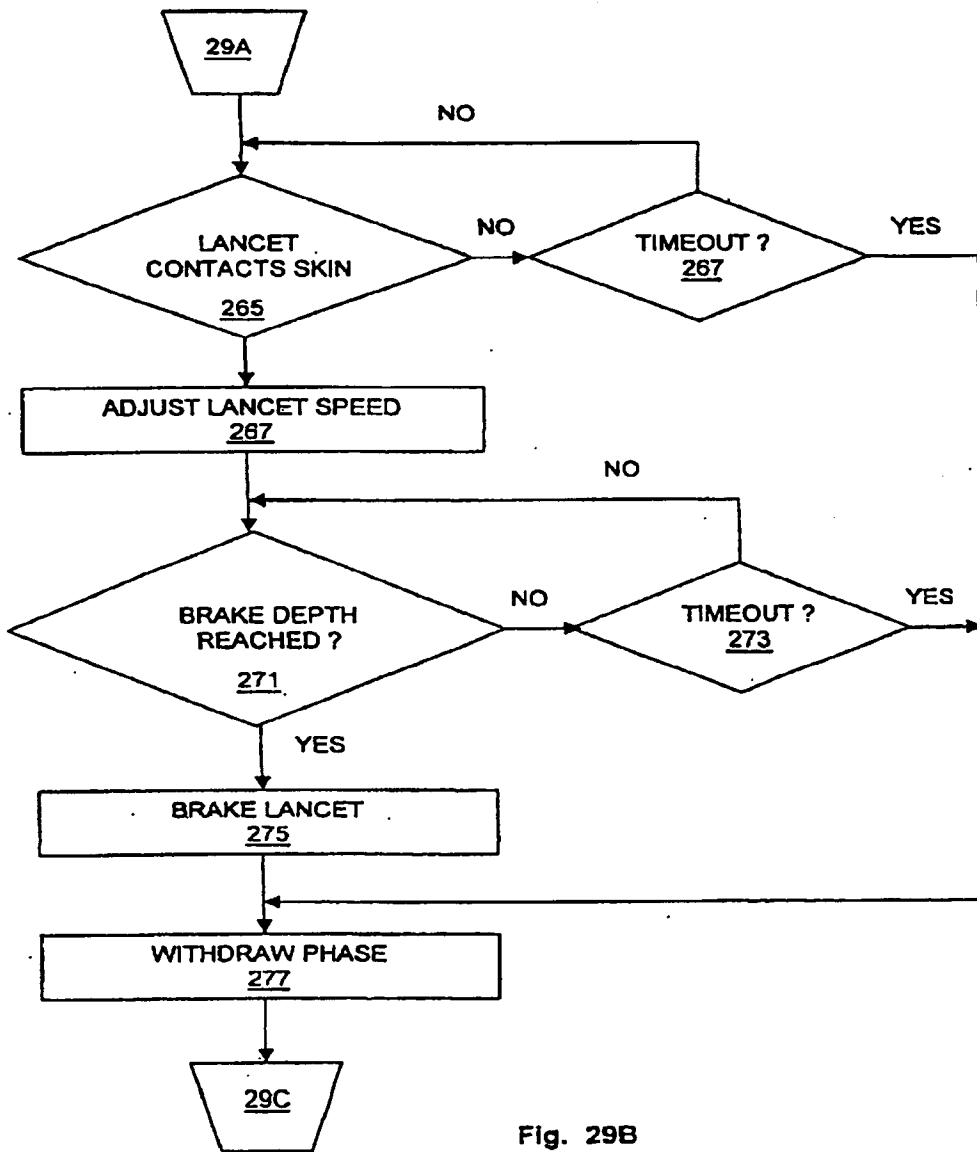 29A
NO
LANCET
CONTACTS SKIN
265
NO
TIMEOUT ?
267
YES
ADJUST LANCET SPEED
267
NO
BRAKE DEPTH
REACHED ?
271
NO
TIMEOUT ?
273
YES
YES
BRAKE LANCET
275
WITHDRAW PHASE
277
29C
Fig. 29B